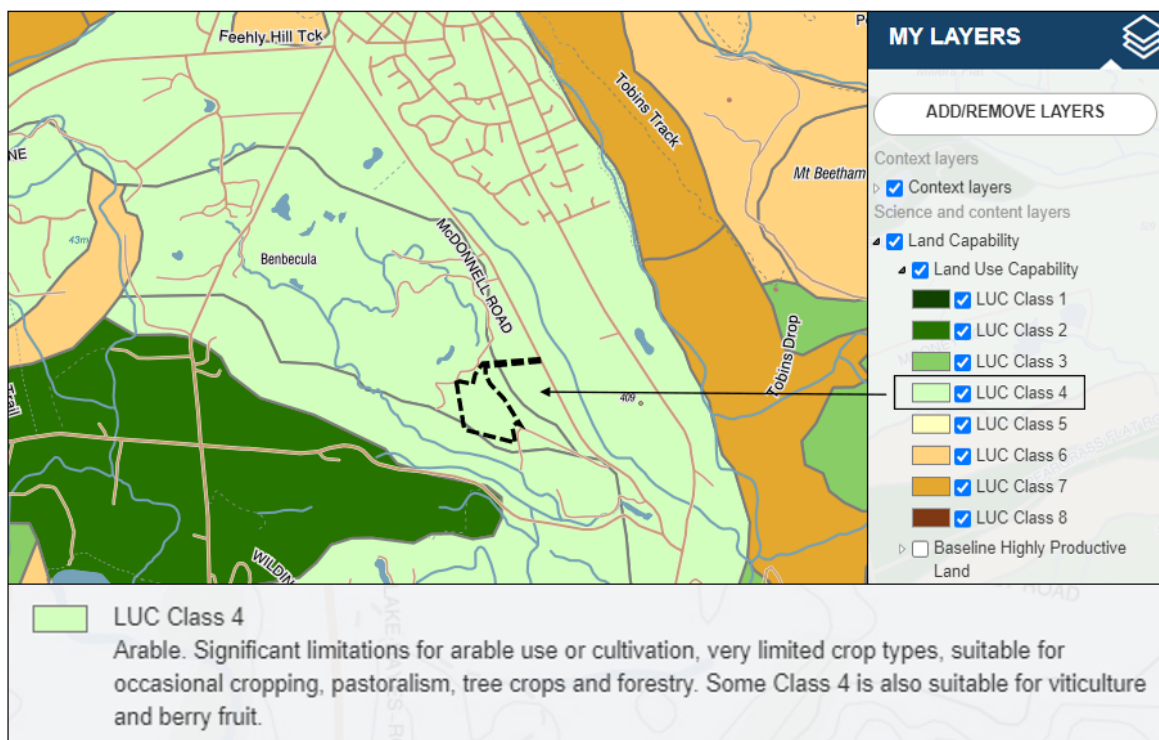 Feehly Hill Tck
NE
43m
Benbecula
McDONNELL ROAD
Tobins Track
Mt Beetham
Tobins Drop
409
Trail
WILDIN
MY LAYERS
ADD/REMOVE LAYERS
Context layers
Context layers
Science and content layers
Land Capability
Land Use Capability
LUC Class 1
LUC Class 2
LUC Class 3
LUC Class 4
LUC Class 5
LUC Class 6
LUC Class 7
LUC Class 8
Baseline Highly Productive
Land
LUC Class 4
Arable. Significant limitations for arable use or cultivation, very limited crop types, suitable for
occasional cropping, pastoralism, tree crops and forestry. Some Class 4 is also suitable for viticulture
and berry fruit.